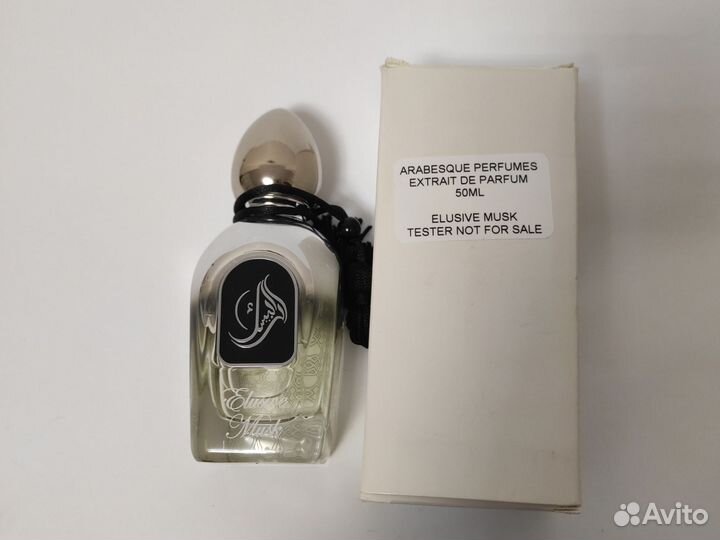 ARABESQUE PERFUMES
EXTRAIT DE PARFUM
50ML
ELUSIVE MUSK
TESTER NOT FOR SALE
Elusive
Musk
Avito